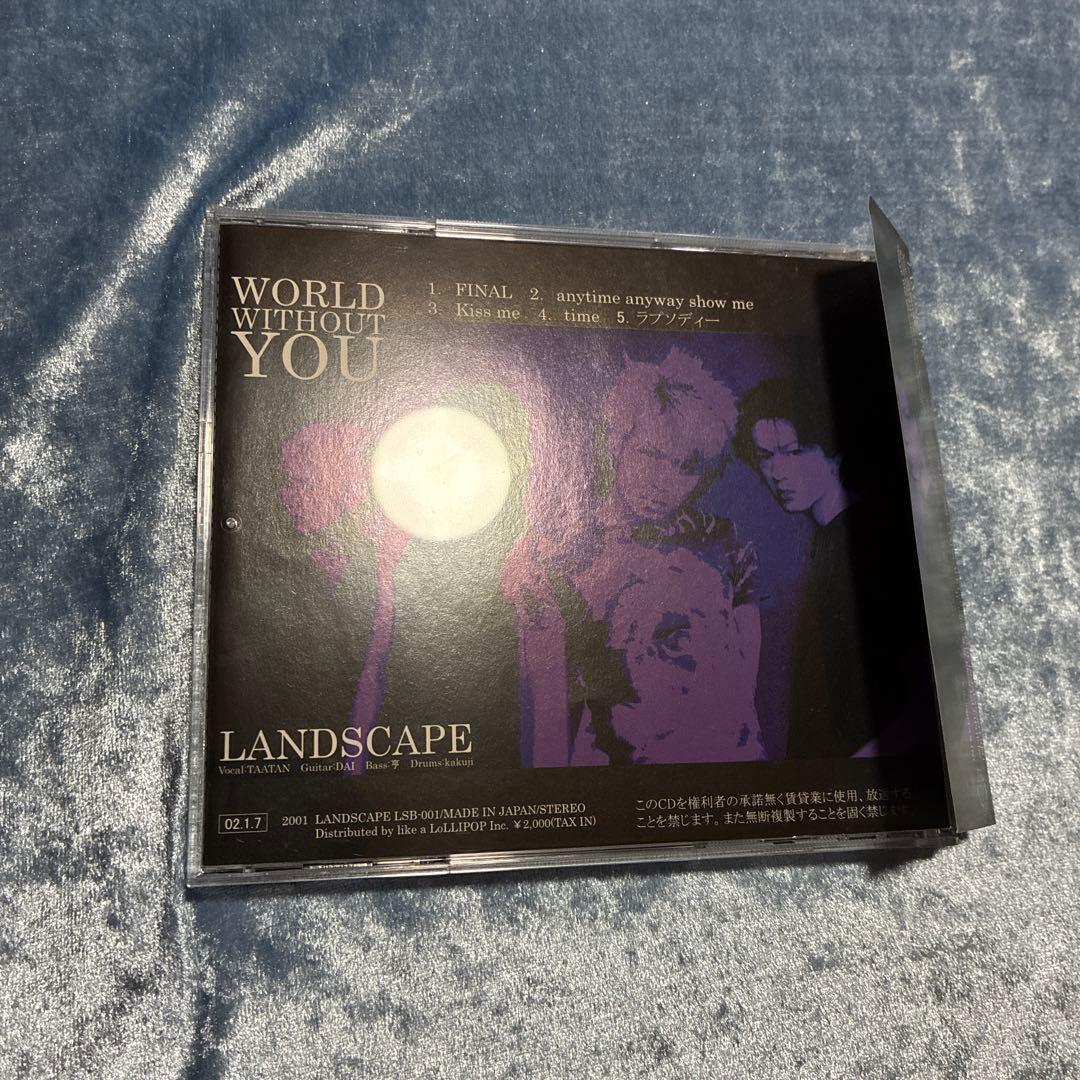 WORLD
WITHOUT
YOU
1. FINAL 2. anytime anyway show me
3. Kiss me 4. time 5. ラプソディー
LANDSCAPE
Vocal:TAATAN Guitar:DAI Bass:亨 Drums:kakuji
02.1.7
2001 LANDSCAPE LSB-001/MADE IN JAPAN/STEREO
Distributed by like a LoLLIPOP Inc. ¥2,000(TAX IN)
このCDを権利者の承諾無く賃貸業に使用、放送する
ことを禁じます。また無断複製することを固く禁じます